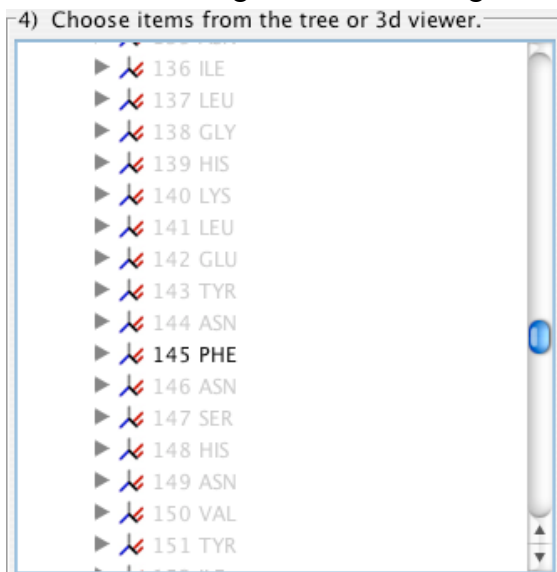 4) Choose items from the tree or 3d viewer.
136 ILE
137 LEU
138 GLY
139 HIS
140 LYS
141 LEU
142 GLU
143 TYR
144 ASN
145 PHE
146 ASN
147 SER
148 HIS
149 ASN
150 VAL
151 TYR